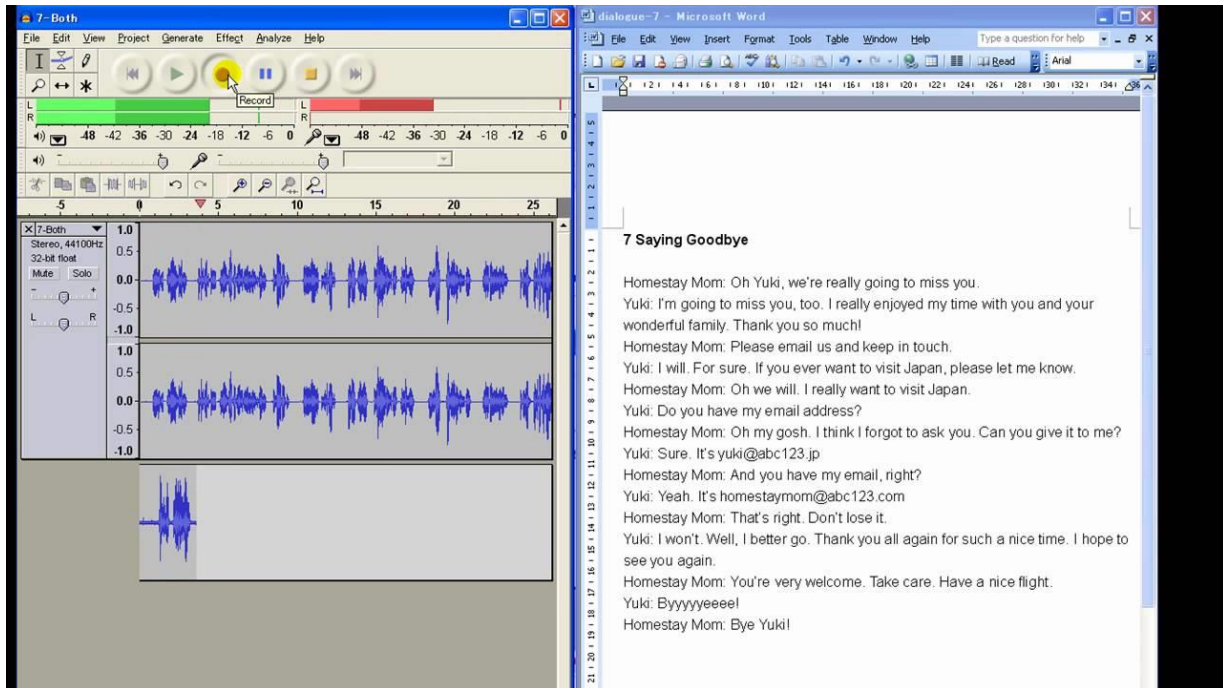 7-Both
File Edit View Project Generate Effect Analyze Help
Record
L
R
-48 -42 -36 -30 -24 -18 -12 -6 0
L
R
-48 -42 -36 -30 -24 -18 -12 -6 0
-5 0 5 10 15 20 25
7-Both
Stereo, 44100Hz
32-bit float
Mute Solo
- +
L R
1.0
0.5
0.0
-0.5
-1.0
1.0
0.5
0.0
-0.5
-1.0
dialogue-7 - Microsoft Word
File Edit View Insert Format Tools Table Window Help Type a question for help
Read Arial
7 Saying Goodbye
Homestay Mom: Oh Yuki, we're really going to miss you.
Yuki: I'm going to miss you, too. I really enjoyed my time with you and your
wonderful family. Thank you so much!
Homestay Mom: Please email us and keep in touch.
Yuki: I will. For sure. If you ever want to visit Japan, please let me know.
Homestay Mom: Oh we will. I really want to visit Japan.
Yuki: Do you have my email address?
Homestay Mom: Oh my gosh. I think I forgot to ask you. Can you give it to me?
Yuki: Sure. It's yuki@abc123.jp
Homestay Mom: And you have my email, right?
Yuki: Yeah. It's homestaymom@abc123.com
Homestay Mom: That's right. Don't lose it.
Yuki: I won't. Well, I better go. Thank you all again for such a nice time. I hope to
see you again.
Homestay Mom: You're very welcome. Take care. Have a nice flight.
Yuki: Byyyyyeeee!
Homestay Mom: Bye Yuki!